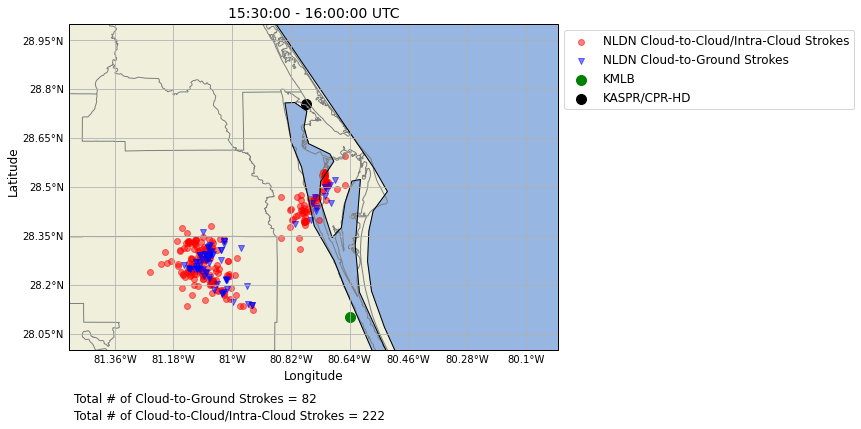 15:30:00 - 16:00:00 UTC
NLDN Cloud-to-Cloud/Intra-Cloud Strokes
NLDN Cloud-to-Ground Strokes
KMLB
KASPR/CPR-HD
Latitude
28.95°N
28.8°N
28.65°N
28.5°N
28.35°N
28.2°N
28.05°N
81.36°W 81.18°W 81°W 80.82°W 80.64°W 80.46°W 80.28°W 80.1°W
Longitude
Total # of Cloud-to-Ground Strokes = 82
Total # of Cloud-to-Cloud/Intra-Cloud Strokes = 222